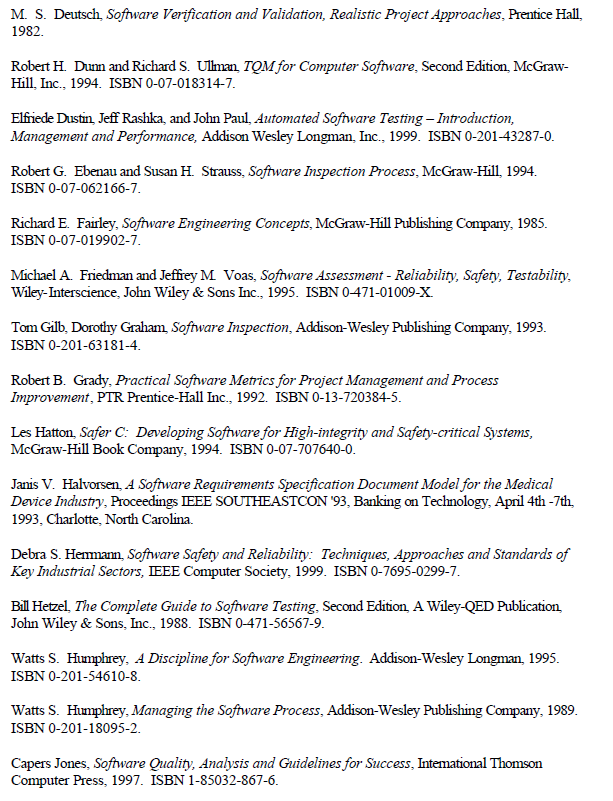 M. S. Deutsch, Software Verification and Validation, Realistic Project Approaches, Prentice Hall,
1982.
Robert H. Dunn and Richard S. Ullman, TQM for Computer Software, Second Edition, McGraw-
Hill, Inc., 1994. ISBN 0-07-018314-7.
Elfriede Dustin, Jeff Rashka, and John Paul, Automated Software Testing – Introduction,
Management and Performance, Addison Wesley Longman, Inc., 1999. ISBN 0-201-43287-0.
Robert G. Ebenau and Susan H. Strauss, Software Inspection Process, McGraw-Hill, 1994.
ISBN 0-07-062166-7.
Richard E. Fairley, Software Engineering Concepts, McGraw-Hill Publishing Company, 1985.
ISBN 0-07-019902-7.
Michael A. Friedman and Jeffrey M. Voas, Software Assessment - Reliability, Safety, Testability,
Wiley-Interscience, John Wiley & Sons Inc., 1995. ISBN 0-471-01009-X.
Tom Gilb, Dorothy Graham, Software Inspection, Addison-Wesley Publishing Company, 1993.
ISBN 0-201-63181-4.
Robert B. Grady, Practical Software Metrics for Project Management and Process
Improvement, PTR Prentice-Hall Inc., 1992. ISBN 0-13-720384-5.
Les Hatton, Safer C: Developing Software for High-integrity and Safety-critical Systems,
McGraw-Hill Book Company, 1994. ISBN 0-07-707640-0.
Janis V. Halvorsen, A Software Requirements Specification Document Model for the Medical
Device Industry, Proceedings IEEE SOUTHEASTCON '93, Banking on Technology, April 4th -7th,
1993, Charlotte, North Carolina.
Debra S. Herrmann, Software Safety and Reliability: Techniques, Approaches and Standards of
Key Industrial Sectors, IEEE Computer Society, 1999. ISBN 0-7695-0299-7.
Bill Hetzel, The Complete Guide to Software Testing, Second Edition, A Wiley-QED Publication,
John Wiley & Sons, Inc., 1988. ISBN 0-471-56567-9.
Watts S. Humphrey, A Discipline for Software Engineering. Addison-Wesley Longman, 1995.
ISBN 0-201-54610-8.
Watts S. Humphrey, Managing the Software Process, Addison-Wesley Publishing Company, 1989.
ISBN 0-201-18095-2.
Capers Jones, Software Quality, Analysis and Guidelines for Success, International Thomson
Computer Press, 1997. ISBN 1-85032-867-6.